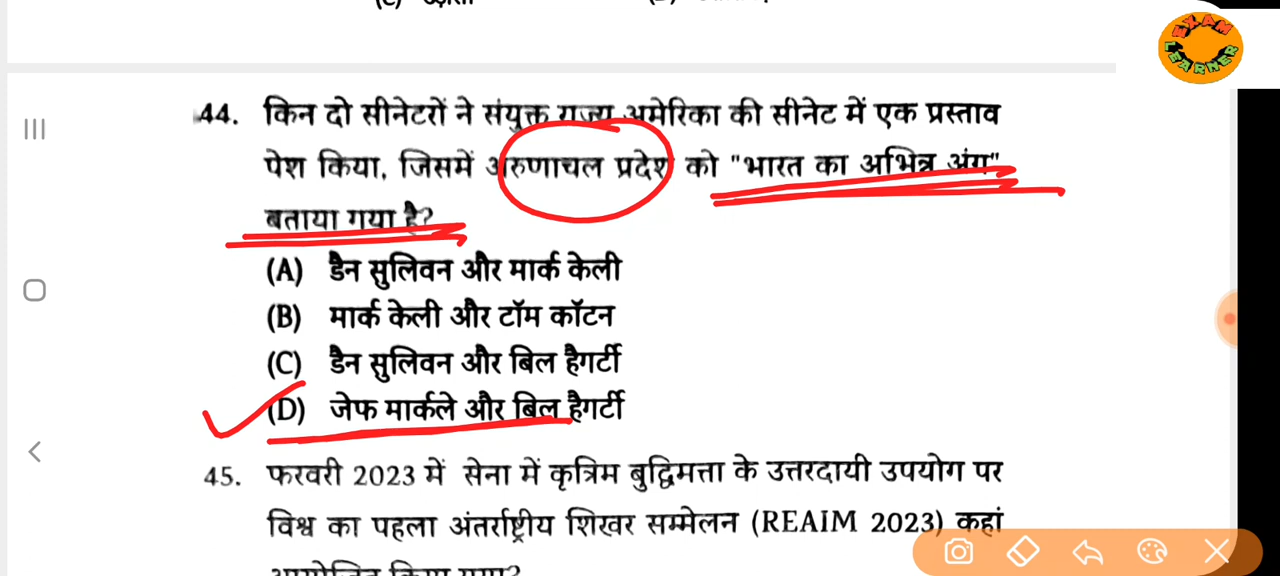 EXAM
LEARNER
44. किन दो सीनेटरों ने संयुक्त राज्य अमेरिका की सीनेट में एक प्रस्ताव
पेश किया, जिसमें अरुणाचल प्रदेश को "भारत का अभिन्न अंग"
बताया गया है?
(A) डैन सुलिवन और मार्क केली
(B) मार्क केली और टॉम कॉटन
(C) डैन सुलिवन और बिल हैगर्टी
(D) जेफ मार्कले और बिल हैगर्टी
45. फरवरी 2023 में सेना में कृत्रिम बुद्धिमत्ता के उत्तरदायी उपयोग पर
विश्व का पहला अंतर्राष्ट्रीय शिखर सम्मेलन (REAIM 2023) कहां